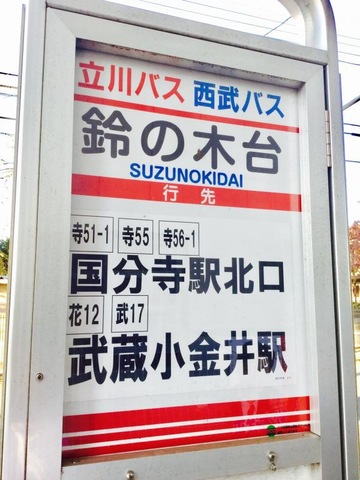 立川バス 西武バス
鈴の木台
SUZUNOKIDAI
行先
寺51-1 寺55 寺56-1
国分寺駅北口
花12 武17
武蔵小金井駅